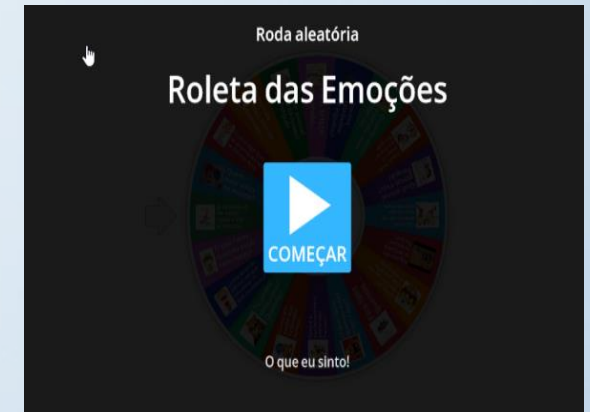 Roda aleatória
Roleta das Emoções
COMEÇAR
O que eu sinto!